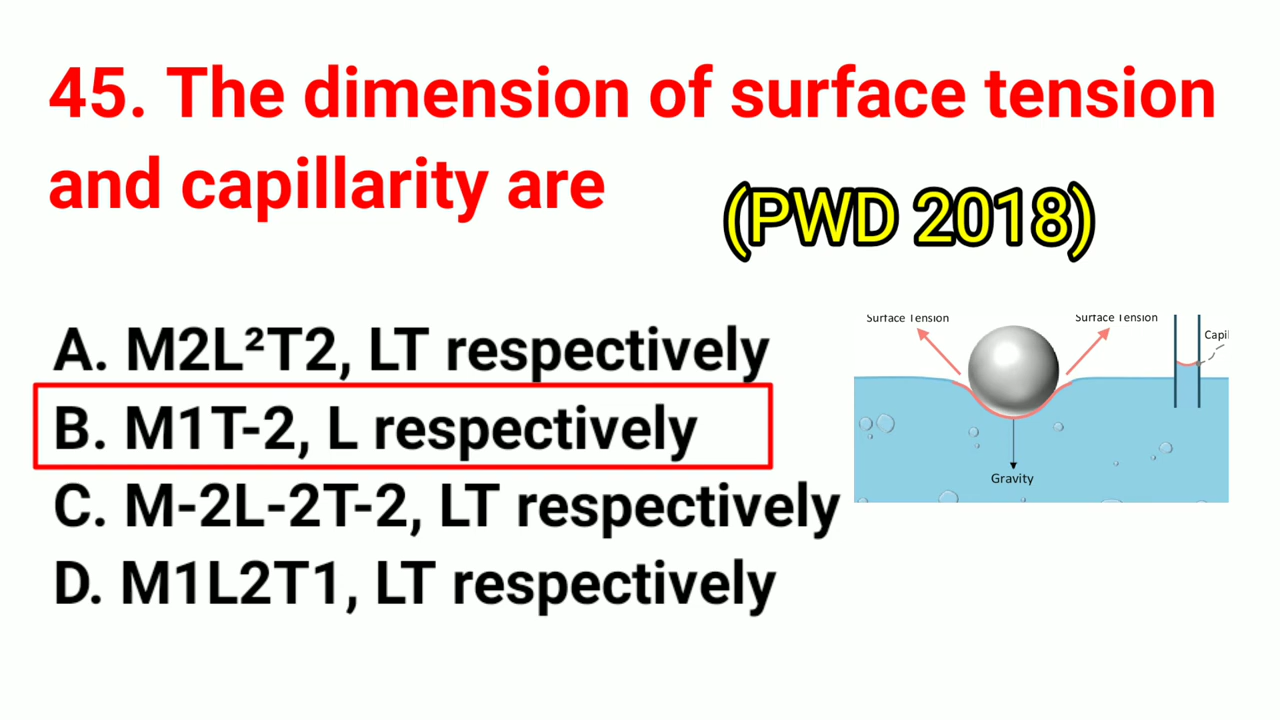 45. The dimension of surface tension
and capillarity are
(PWD 2018)
A. M2L²T2, LT respectively
B. M1T-2, L respectively
C. M-2L-2T-2, LT respectively
D. M1L2T1, LT respectively
Surface Tension
Surface Tension
Gravity